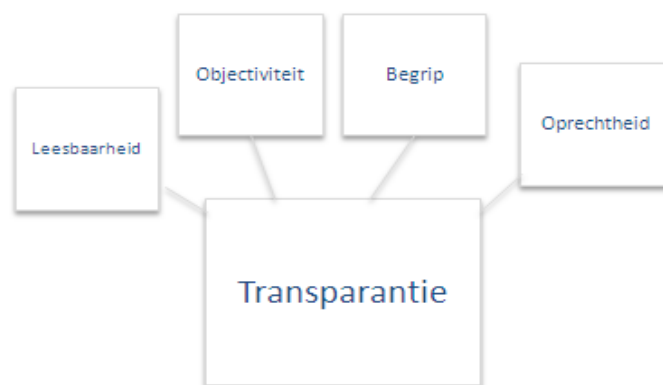 Objectiviteit
Begrip
Oprechtheid
Leesbaarheid
Transparantie